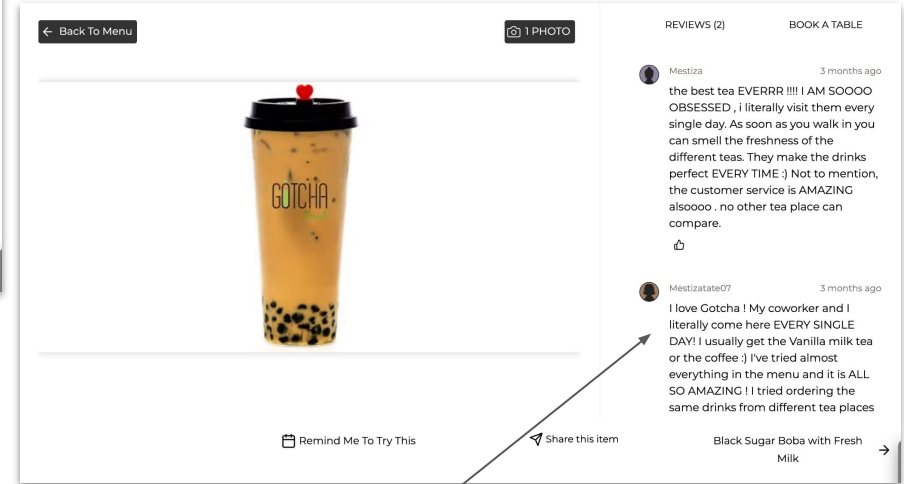 ← Back To Menu
1 PHOTO
GOTCHA
REVIEWS (2)
BOOK A TABLE
Mestiza
3 months ago
the best tea EVERRR !!!! I AM SOOOO
OBSESSED , i literally visit them every
single day. As soon as you walk in you
can smell the freshness of the
different teas. They make the drinks
perfect EVERY TIME :) Not to mention,
the customer service is AMAZING
alsoooo . no other tea place can
compare.
Mestizatate07
3 months ago
I love Gotcha ! My coworker and I
literally come here EVERY SINGLE
DAY! I usually get the Vanilla milk tea
or the coffee :) I've tried almost
everything in the menu and it is ALL
SO AMAZING ! I tried ordering the
same drinks from different tea places
Remind Me To Try This
Share this item
Black Sugar Boba with Fresh
Milk →